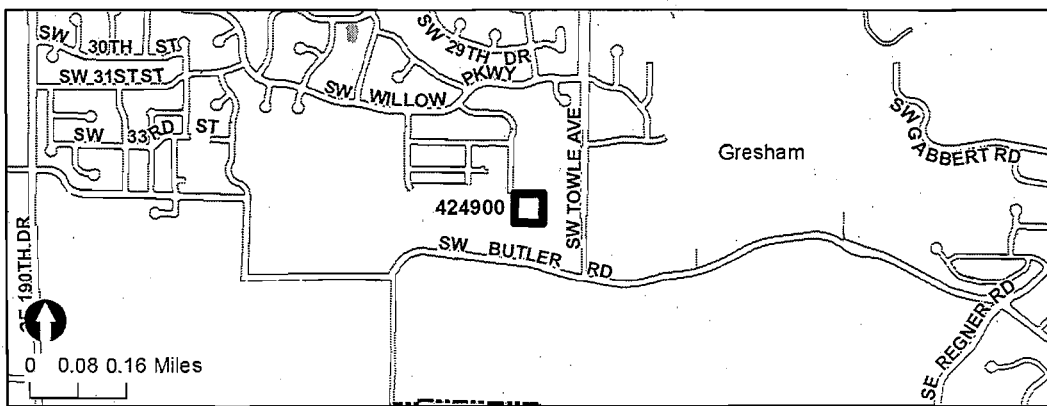 SW 30TH ST
SW 29TH DR
SW 31ST ST
PKWY
SW WILLOW
SW 33RD ST
SW TOWLE AVE
Gresham
SW GABBERT RD
424900
SW BUTLER RD
SE 190TH DR
SE REGNER RD
0 0.08 0.16 Miles